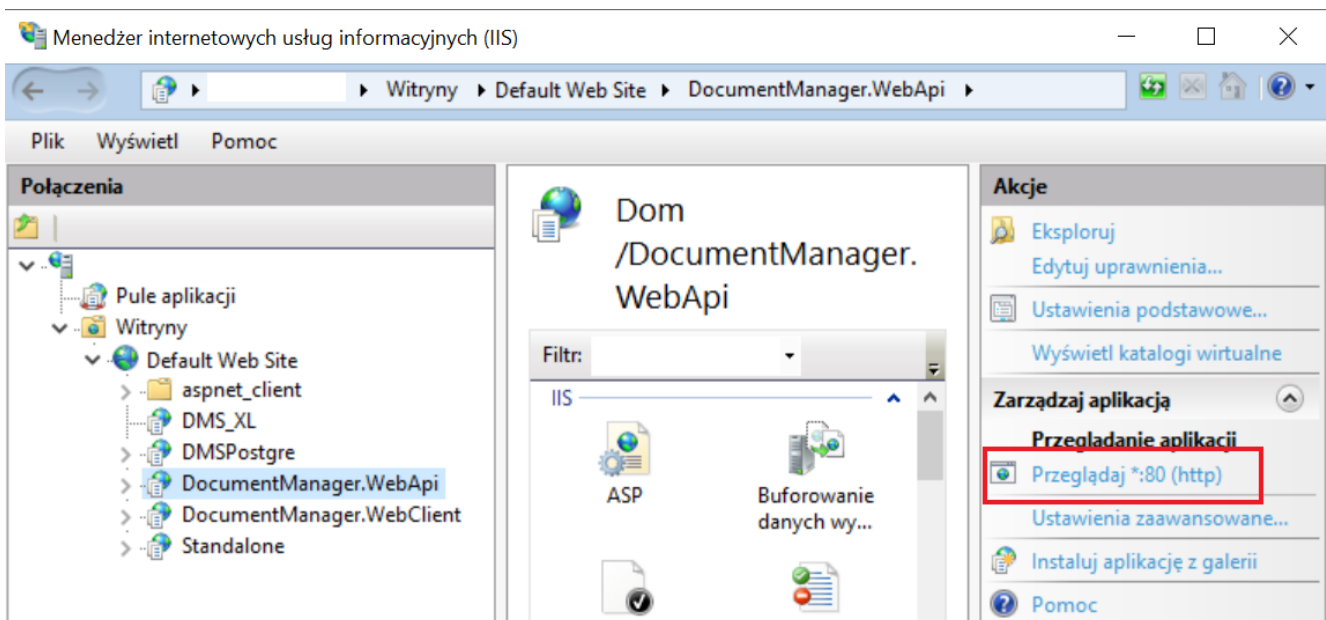 Menedżer internetowych usług informacyjnych (IIS)
Witryny Default Web Site DocumentManager.WebApi
Plik Wyświetl Pomoc
Połączenia
Pule aplikacji
Witryny
Default Web Site
aspnet_client
DMS_XL
DMSPostgre
DocumentManager.WebApi
DocumentManager.WebClient
Standalone
Dom
/DocumentManager.
WebApi
Filtr:
IIS
ASP
Buforowanie
danych wy...
Akcje
Eksploruj
Edytuj uprawnienia...
Ustawienia podstawowe...
Wyświetl katalogi wirtualne
Zarządzaj aplikacją
Przeglądanie aplikacji
Przeglądaj *:80 (http)
Ustawienia zaawansowane...
Instaluj aplikację z galerii
Pomoc